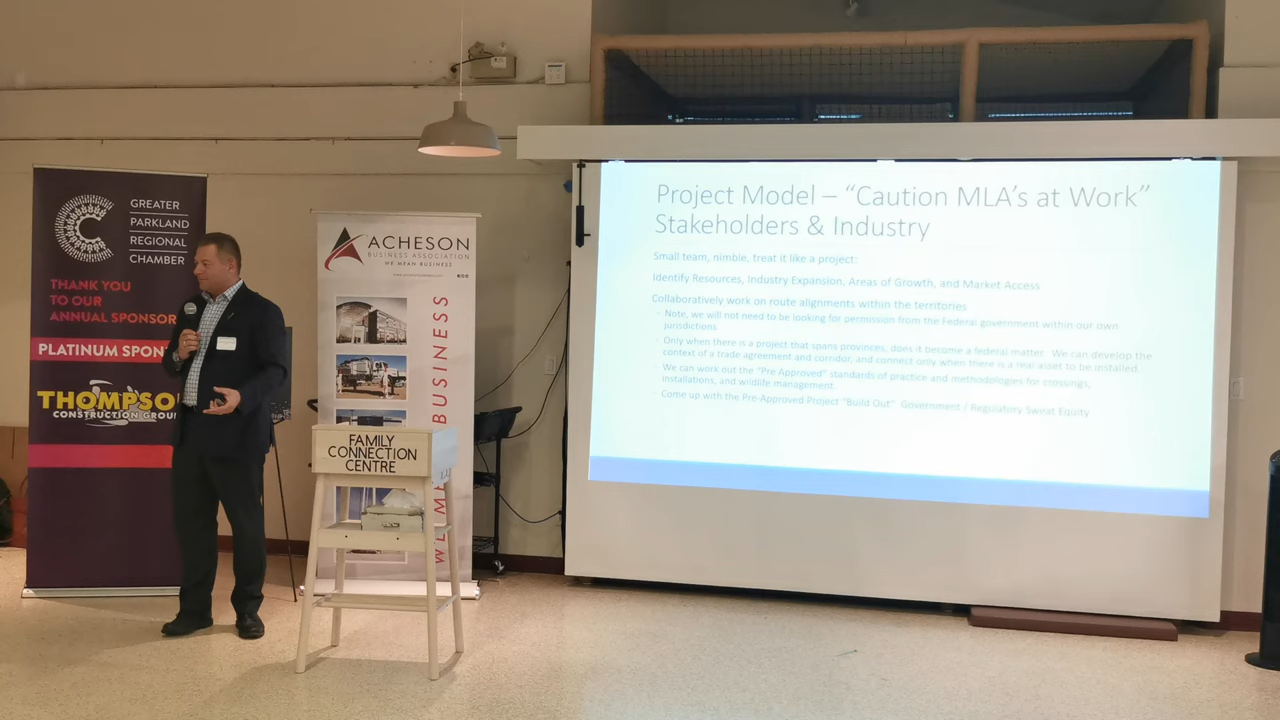 GREATER
PARKLAND
REGIONAL
CHAMBER
THANK YOU
TO OUR
ANNUAL SPONSOR
PLATINUM SPON
THOMPSO
CONSTRUCTION GROU
ACHESON
BUSINESS ASSOCIATION
WE MEAN BUSINESS
BUSINESS
FAMILY
CONNECTION
CENTRE
Project Model – “Caution MLA’s at Work”
Stakeholders & Industry
Small team, nimble, treat it like a project:
Identify Resources, Industry Expansion, Areas of Growth, and Market Access
Collaboratively work on route alignments within the territories
Note, we will not need to be looking for permission from the Federal government within our own
jurisdictions
Only when there is a project that spans provinces, does it become a federal matter. We can develop the
context of a trade agreement and corridor, and connect only when there is a real asset to be installed.
We can work out the “Pre Approved” standards of practice and methodologies for crossings,
installations, and wildlife management.
Come up with the Pre-Approved Project “Build Out” Government / Regulatory Sweat Equity